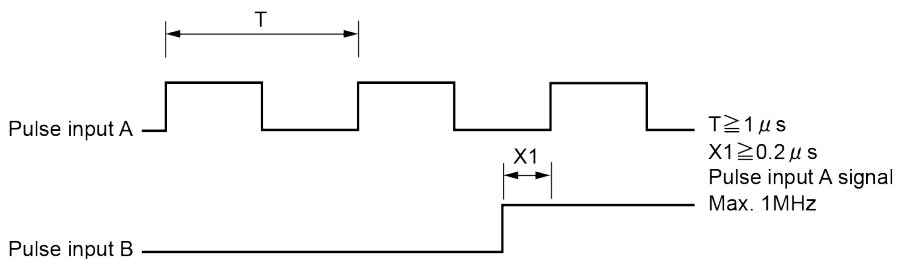 T
Pulse input A
T≧1μs
X1
X1≧0.2μs
Pulse input A signal
Max. 1MHz
Pulse input B